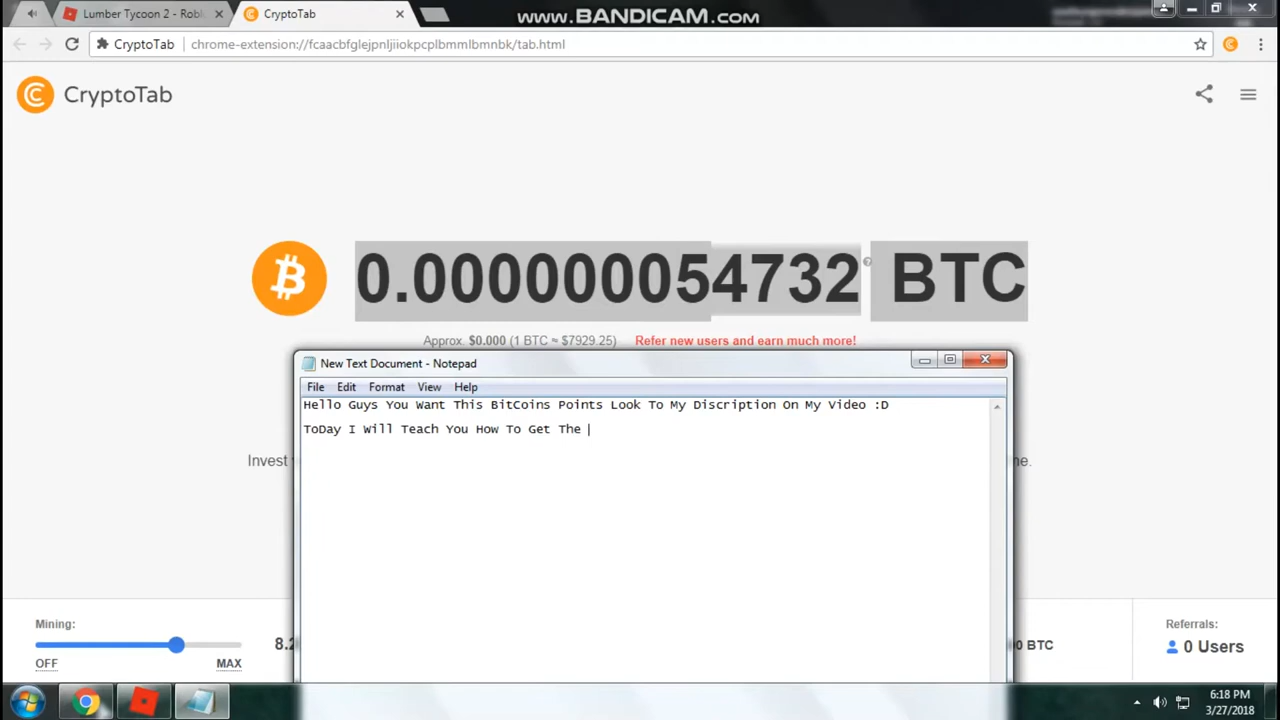 www.BANDICAM.com
Lumber Tycoon 2 - Robl
CryptoTab
CryptoTab
chrome-extension://fcaacbfglejpnljiiokpcplbmmlbmnbk/tab.html
CryptoTab
0.000000054732 BTC
Approx. $0.000 (1 BTC ≈ $7929.25)
Refer new users and earn much more!
New Text Document - Notepad
File Edit Format View Help
Hello Guys You Want This BitCoins Points Look To My Discription On My Video :D
ToDay I Will Teach You How To Get The
Invest
Mining:
OFF
MAX
8.2
BTC
Referrals:
0 Users
6:18 PM
3/27/2018